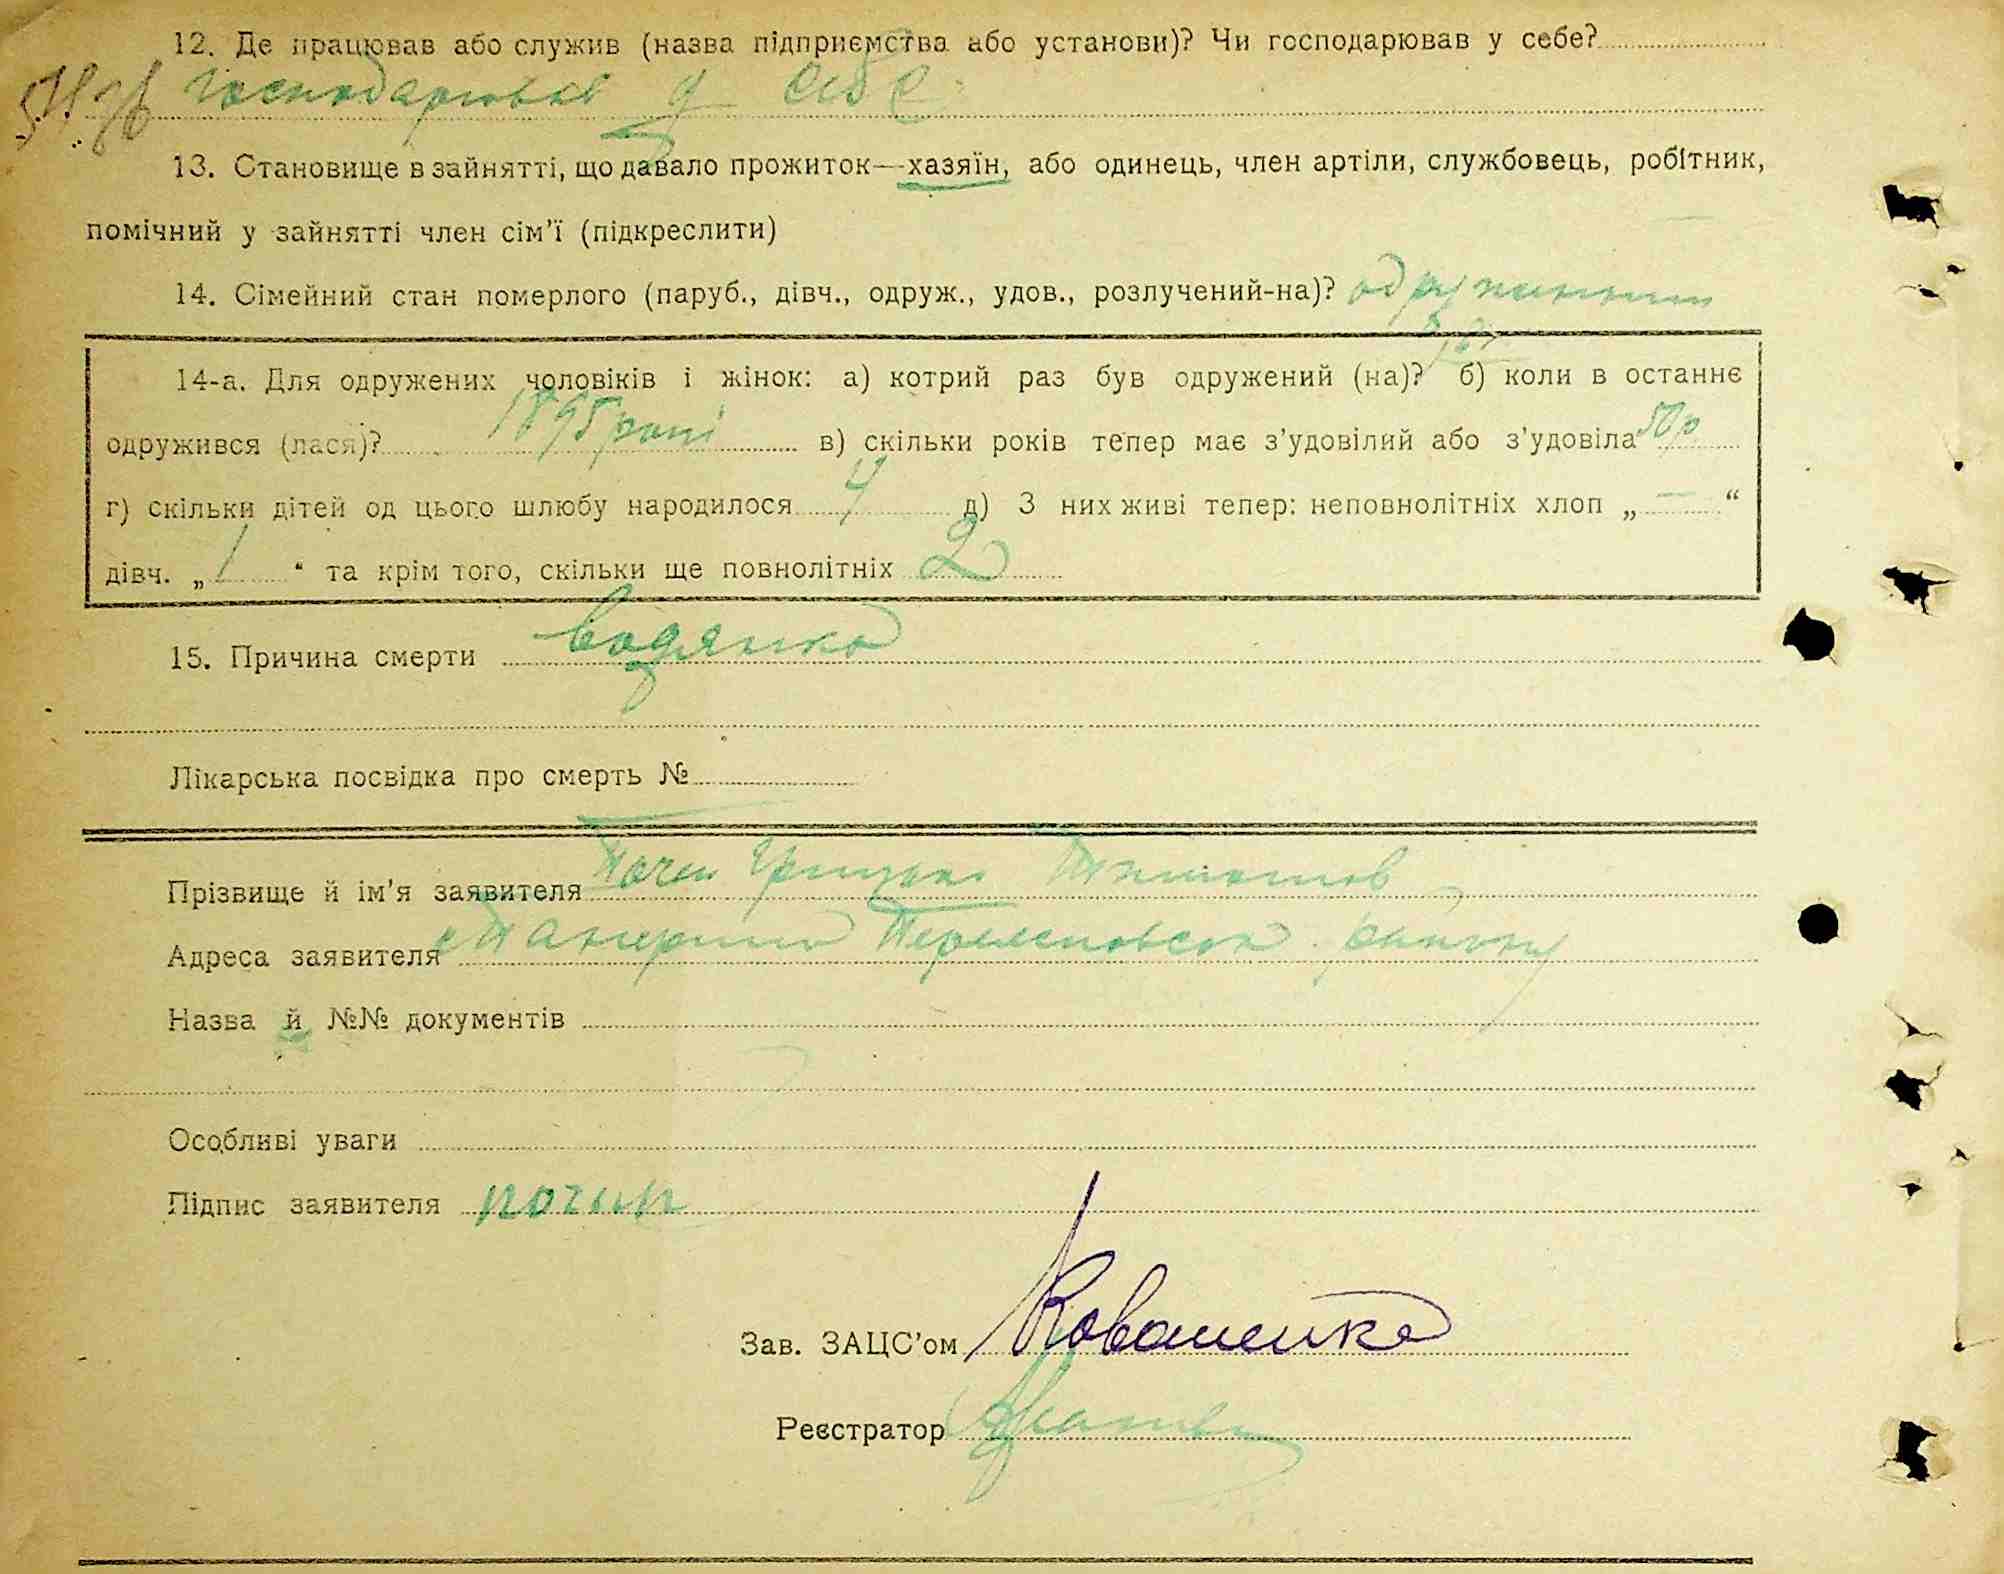 12. Де працював або служив (назва підприємства або установи)? Чи господарював у себе?
господарював у себе
13. Становище в зайнятті, що давало прожиток—хазяїн, або одинець, член артіли, службовець, робітник,
помічний у зайнятті член сім'ї (підкреслити)
14. Сімейний стан померлого (паруб., дівч., одруж., удов., розлучений-на)? одружений
14-а. Для одружених чоловіків і жінок: а) котрий раз був одружений (на)? б) коли в останнє
одружився (лася)? 1895 році в) скільки років тепер має з'удовілий або з'удовіла 50 р
г) скільки дітей од цього шлюбу народилося 4 д) З них живі тепер: неповнолітніх хлоп „ — “
дівч. „ 1 “ та крім того, скільки ще повнолітніх 2
15. Причина смерти водянка
Лікарська посвідка про смерть №
Прізвище й ім'я заявителя
Адреса заявителя району
Назва й №№ документів
Особливі уваги
Підпис заявителя
Зав. ЗАЦС'ом Коваленко
Реєстратор